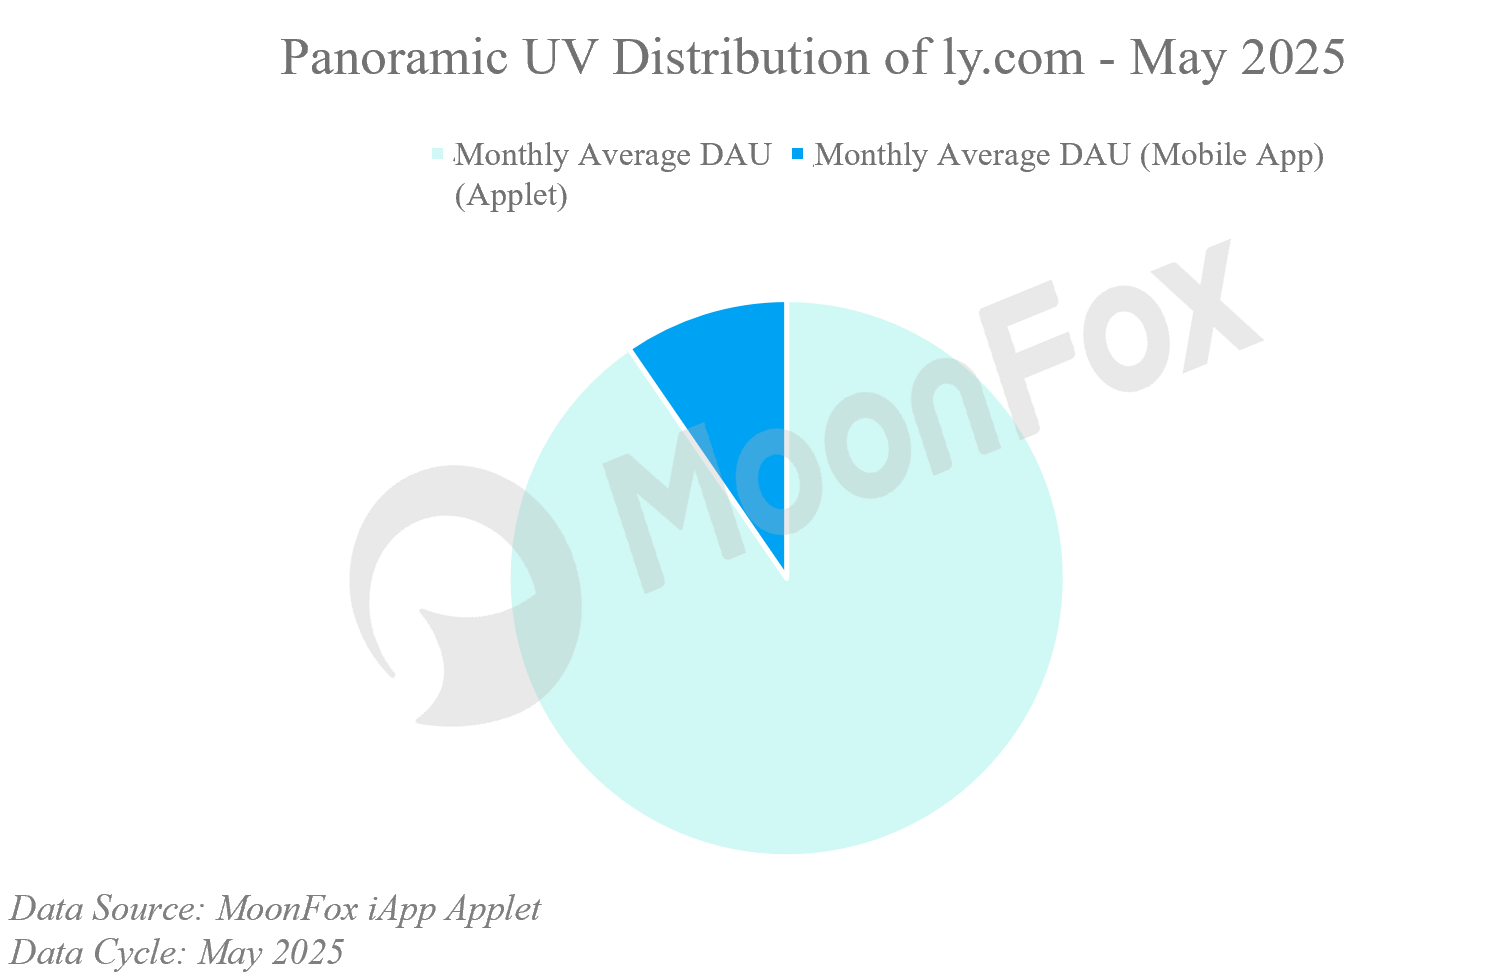 Panoramic UV Distribution of ly.com - May 2025
Monthly Average DAU (Applet)
Monthly Average DAU (Mobile App)
MoonFox
Data Source: MoonFox iApp Applet
Data Cycle: May 2025